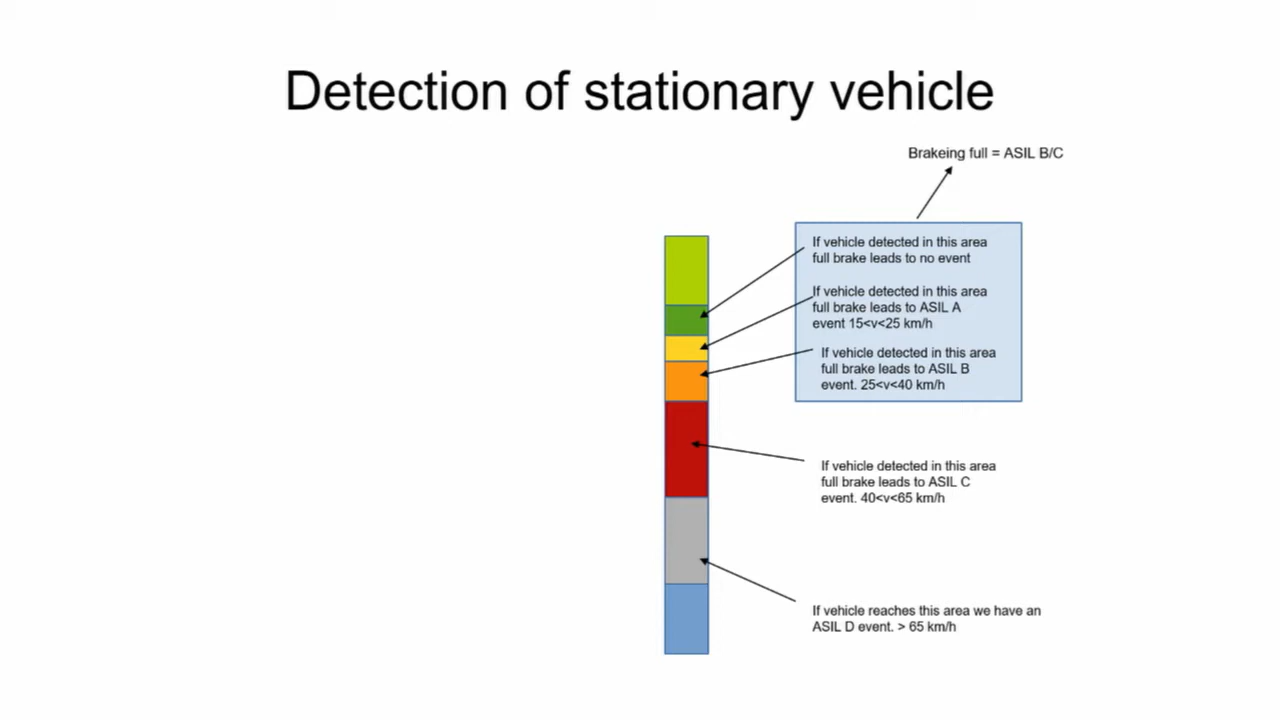 Detection of stationary vehicle
Brakeing full = ASIL B/C
If vehicle detected in this area
full brake leads to no event
If vehicle detected in this area
full brake leads to ASIL A
event 15<v<25 km/h
If vehicle detected in this area
full brake leads to ASIL B
event. 25<v<40 km/h
If vehicle detected in this area
full brake leads to ASIL C
event. 40<v<65 km/h
If vehicle reaches this area we have an
ASIL D event. > 65 km/h